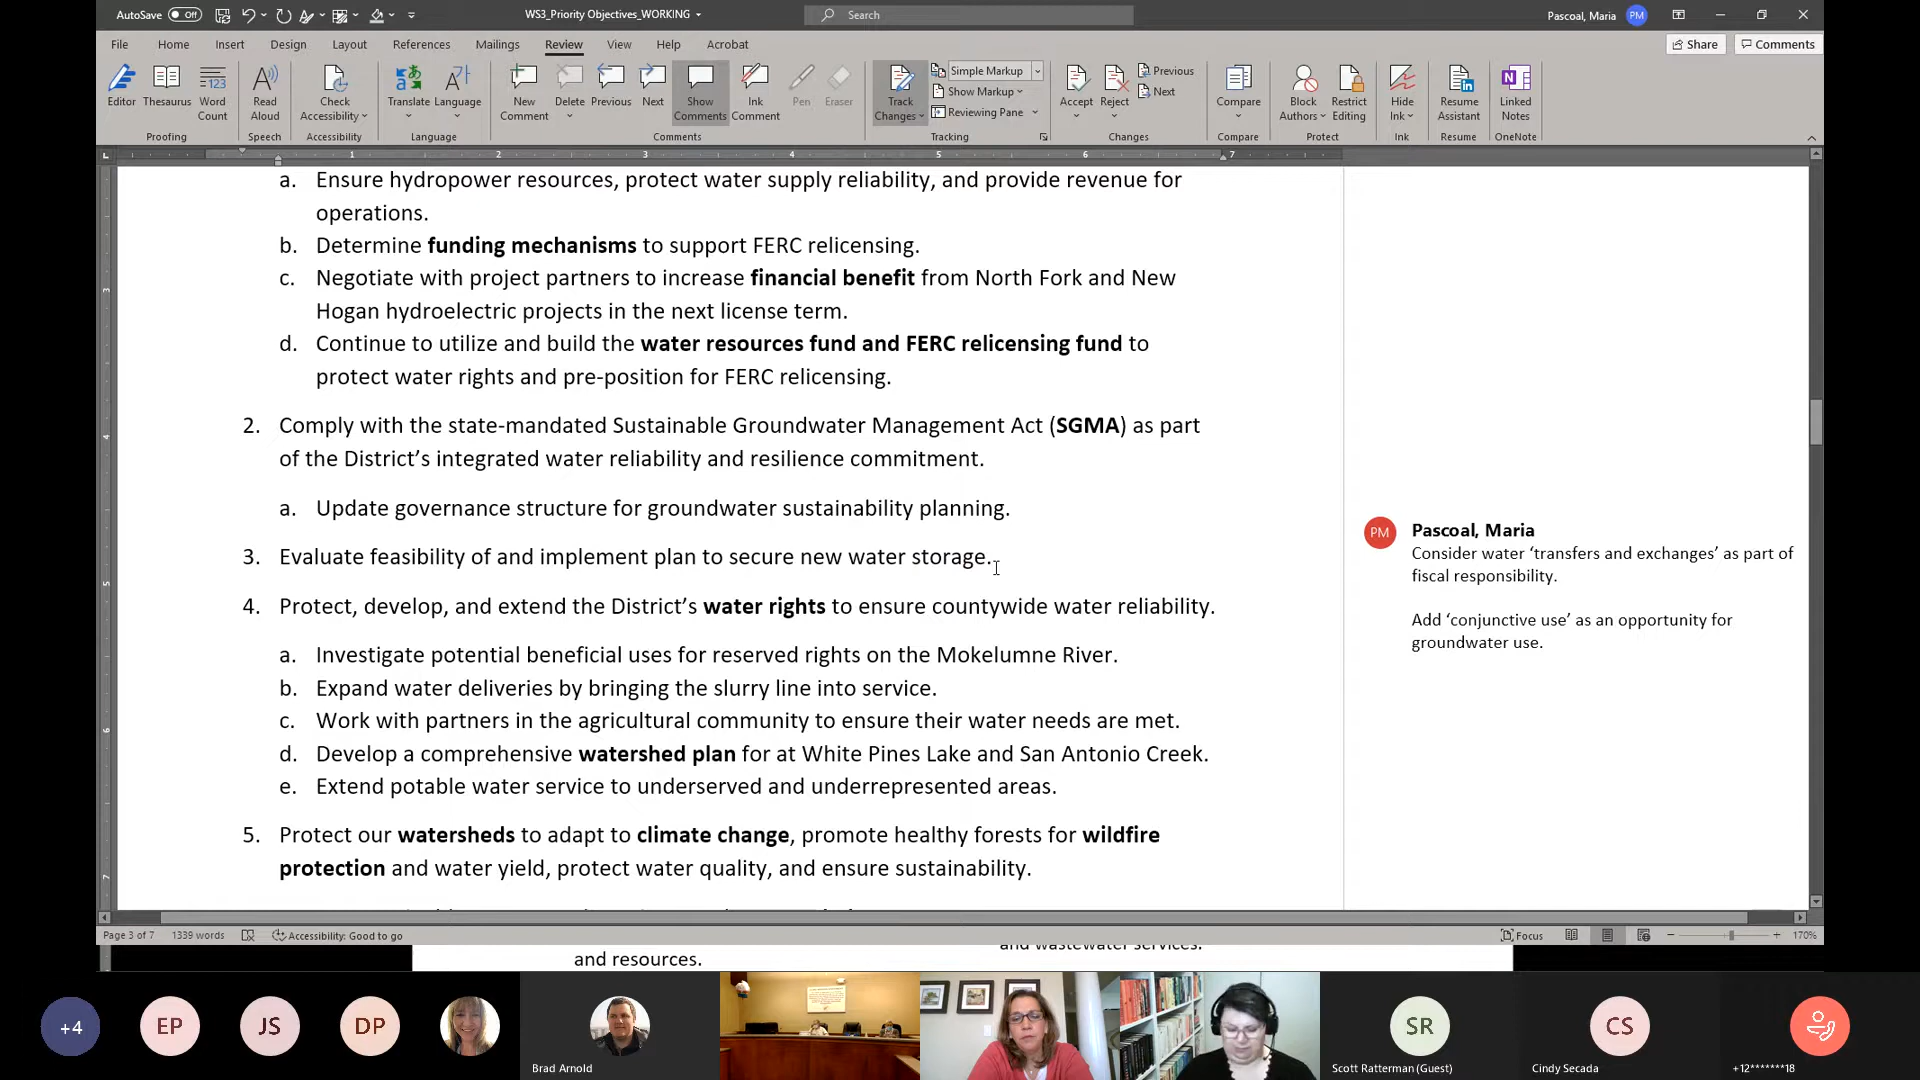 AutoSave Off
WS3_Priority Objectives_WORKING
Search
Pascoal, Maria PM
File Home Insert Design Layout References Mailings Review View Help Acrobat
Share Comments
Editor Thesaurus Word Count
Read Aloud
Check Accessibility
Translate Language
New Comment Delete Previous Next Show Comments Ink Comment Pen Eraser
Track Changes
Simple Markup
Show Markup
Reviewing Pane
Accept Reject
Previous
Next
Compare
Block Authors Restrict Editing
Hide Ink
Resume Assistant
Linked Notes
Proofing Speech Accessibility Language Comments Tracking Changes Compare Protect Ink Resume OneNote
1 2 3 4 5 6 7
a. Ensure hydropower resources, protect water supply reliability, and provide revenue for
operations.
b. Determine funding mechanisms to support FERC relicensing.
c. Negotiate with project partners to increase financial benefit from North Fork and New
Hogan hydroelectric projects in the next license term.
d. Continue to utilize and build the water resources fund and FERC relicensing fund to
protect water rights and pre-position for FERC relicensing.
2. Comply with the state-mandated Sustainable Groundwater Management Act (SGMA) as part
of the District’s integrated water reliability and resilience commitment.
a. Update governance structure for groundwater sustainability planning.
3. Evaluate feasibility of and implement plan to secure new water storage.
4. Protect, develop, and extend the District’s water rights to ensure countywide water reliability.
a. Investigate potential beneficial uses for reserved rights on the Mokelumne River.
b. Expand water deliveries by bringing the slurry line into service.
c. Work with partners in the agricultural community to ensure their water needs are met.
d. Develop a comprehensive watershed plan for at White Pines Lake and San Antonio Creek.
e. Extend potable water service to underserved and underrepresented areas.
5. Protect our watersheds to adapt to climate change, promote healthy forests for wildfire
protection and water yield, protect water quality, and ensure sustainability.
PM Pascoal, Maria
Consider water ‘transfers and exchanges’ as part of
fiscal responsibility.
Add ‘conjunctive use’ as an opportunity for
groundwater use.
Page 3 of 7 1339 words Accessibility: Good to go
Focus 170%
and wastewater services.
and resources.
+4 EP JS DP
Brad Arnold
SR
Scott Ratterman (Guest)
CS
Cindy Secada
+12*******18